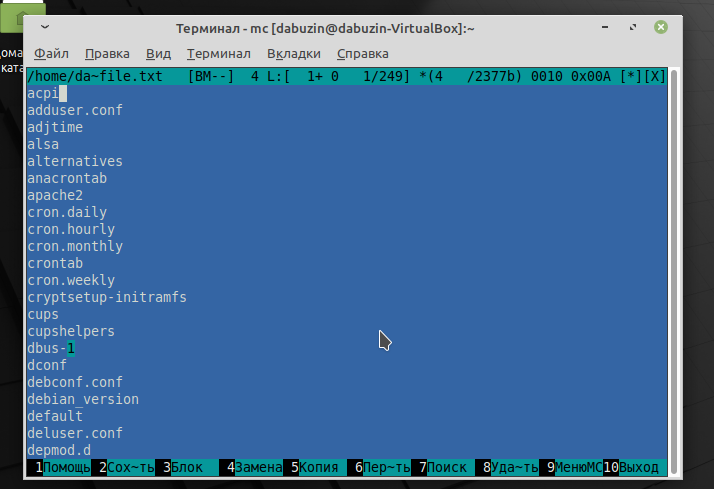 Терминал - mc [dabuzin@dabuzin-VirtualBox]:~
Файл Правка Вид Терминал Вкладки Справка
/home/da~file.txt [BM--] 4 L:[ 1+ 0 1/249] *(4 /2377b) 0010 0x00A [*][X]
acpi
adduser.conf
adjtime
alsa
alternatives
anacrontab
apache2
cron.daily
cron.hourly
cron.monthly
crontab
cron.weekly
cryptsetup-initramfs
cups
cupshelpers
dbus-1
dconf
debconf.conf
debian_version
default
deluser.conf
depmod.d
1Помощь 2Сох~ть 3Блок 4Замена 5Копия 6Пер~ть 7Поиск 8Уда~ть 9МенюMC 10Выход